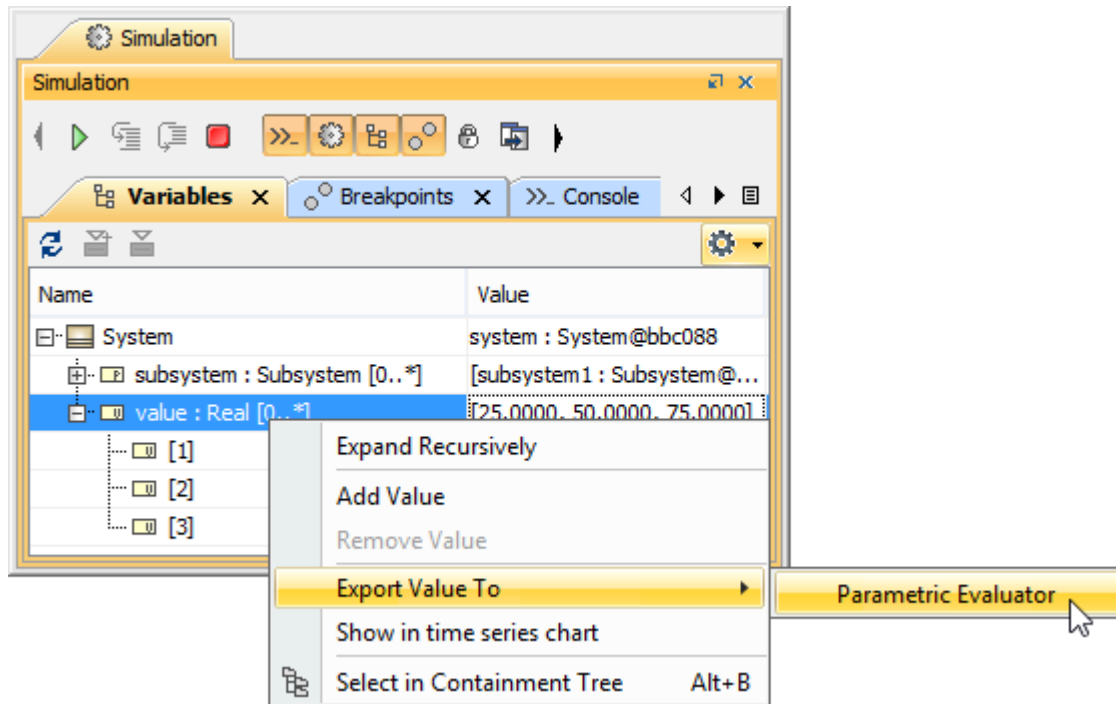 Simulation
Simulation
Variables Breakpoints >>_ Console
Name Value
System system : System@bbc088
subsystem : Subsystem [0..*] [subsystem1 : Subsystem@...
value : Real [0..*] [25.0000, 50.0000, 75.0000]
[1]
[2]
[3]
Expand Recursively
Add Value
Remove Value
Export Value To
Parametric Evaluator
Show in time series chart
Select in Containment Tree Alt+B